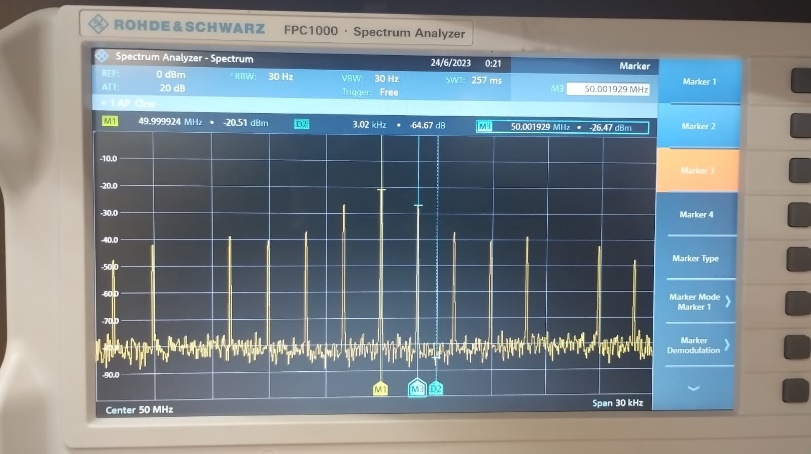 ROHDE & SCHWARZ FPC1000 · Spectrum Analyzer
Spectrum Analyzer - Spectrum 24/6/2023 0:21 Marker
REF: 0 dBm RBW: 30 Hz VBW: 30 Hz SWT: 257 ms
ATT: 20 dB Trigger: Free M3 50.001929 MHz
M1 49.999924 MHz • -20.51 dBm D2 3.02 kHz • -64.67 dB M3 50.001929 MHz • -26.47 dBm
-10.0
-20.0
-30.0
-40.0
-50.0
-60.0
-70.0
-90.0
M1 M3 D2
Center 50 MHz Span 30 kHz
Marker 1
Marker 2
Marker 3
Marker 4
Marker Type
Marker Mode
Marker 1
Marker
Demodulation